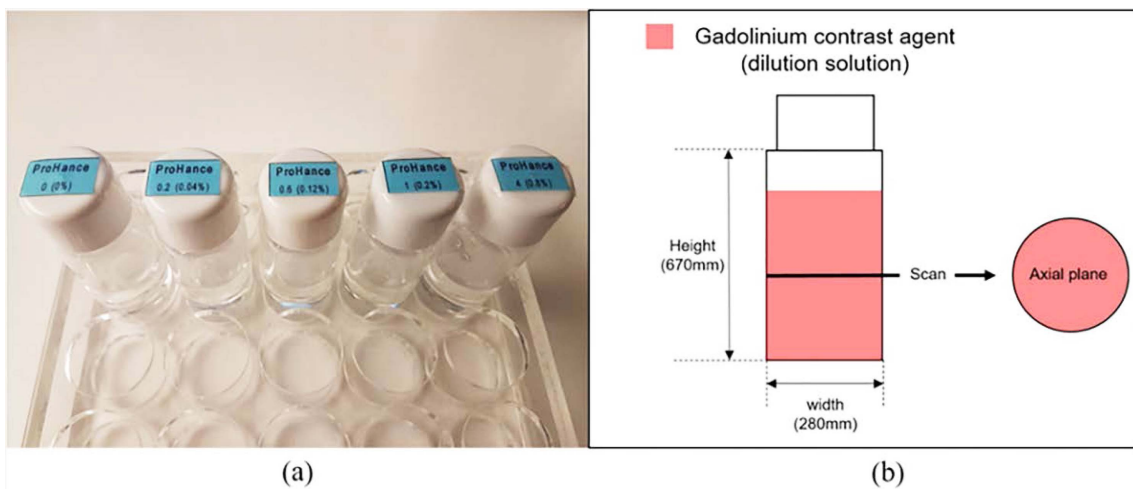 ProHance
0 (0%)
ProHance
0.2 (0.04%)
ProHance
0.6 (0.12%)
ProHance
1 (0.2%)
ProHance
4 (0.8%)
Gadolinium contrast agent
(dilution solution)
Height
(670mm)
Scan
Axial plane
width
(280mm)
(a)
(b)